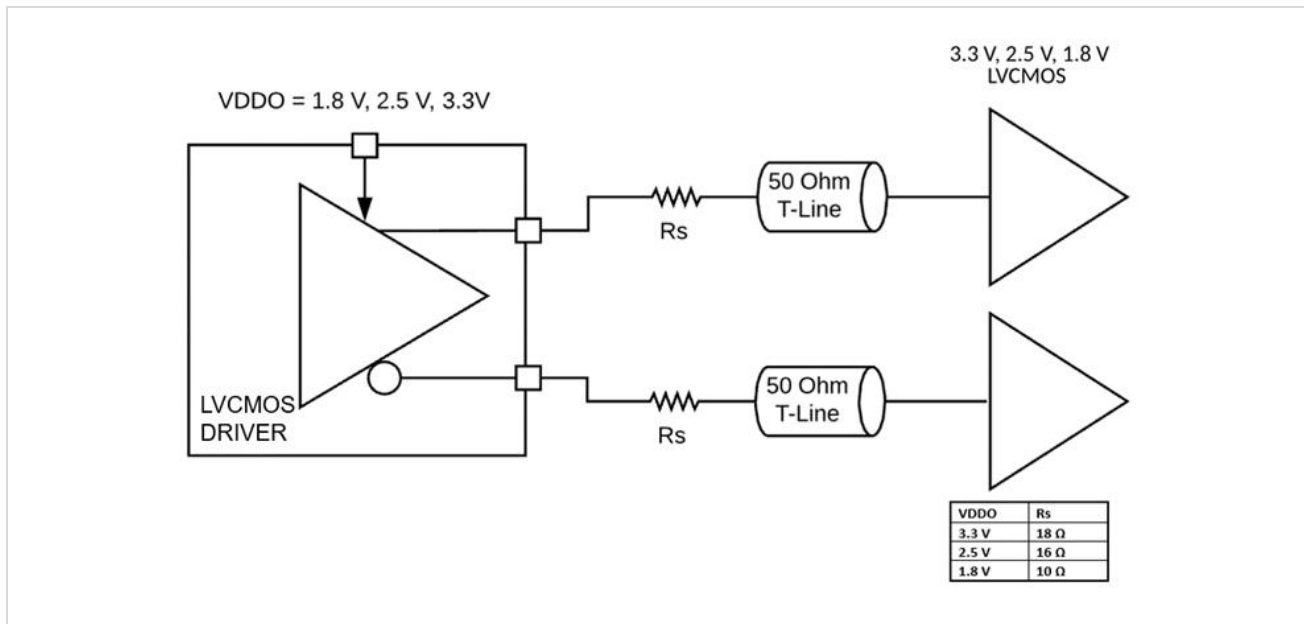 3.3 V, 2.5 V, 1.8 V
LVCMOS
VDDO = 1.8 V, 2.5 V, 3.3V
50 Ohm
T-Line
Rs
50 Ohm
T-Line
Rs
LVCMOS
DRIVER
VDDO Rs
3.3 V 18 Ω
2.5 V 16 Ω
1.8 V 10 Ω